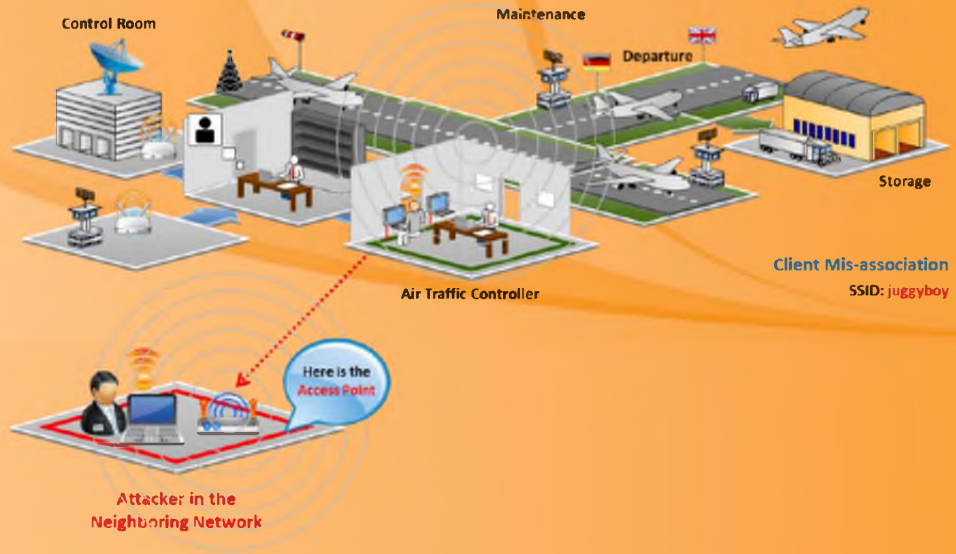 Control Room
Maintenance
Departure
Storage
Client Mis-association
SSID: juggyboy
Air Traffic Controller
Here is the
Access Point
Attacker in the
Neighboring Network